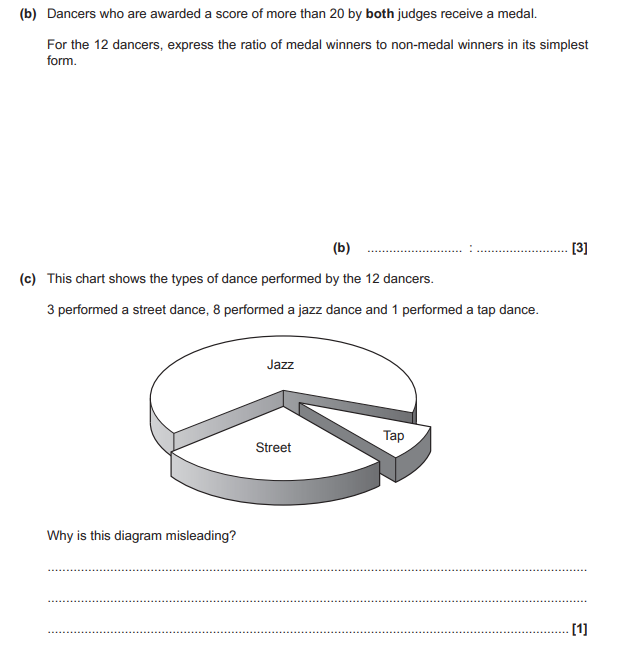 (b) Dancers who are awarded a score of more than 20 by both judges receive a medal.
For the 12 dancers, express the ratio of medal winners to non-medal winners in its simplest
form.
(b) ......................... : ......................... [3]
(c) This chart shows the types of dance performed by the 12 dancers.
3 performed a street dance, 8 performed a jazz dance and 1 performed a tap dance.
Jazz
Tap
Street
Why is this diagram misleading?
[1]